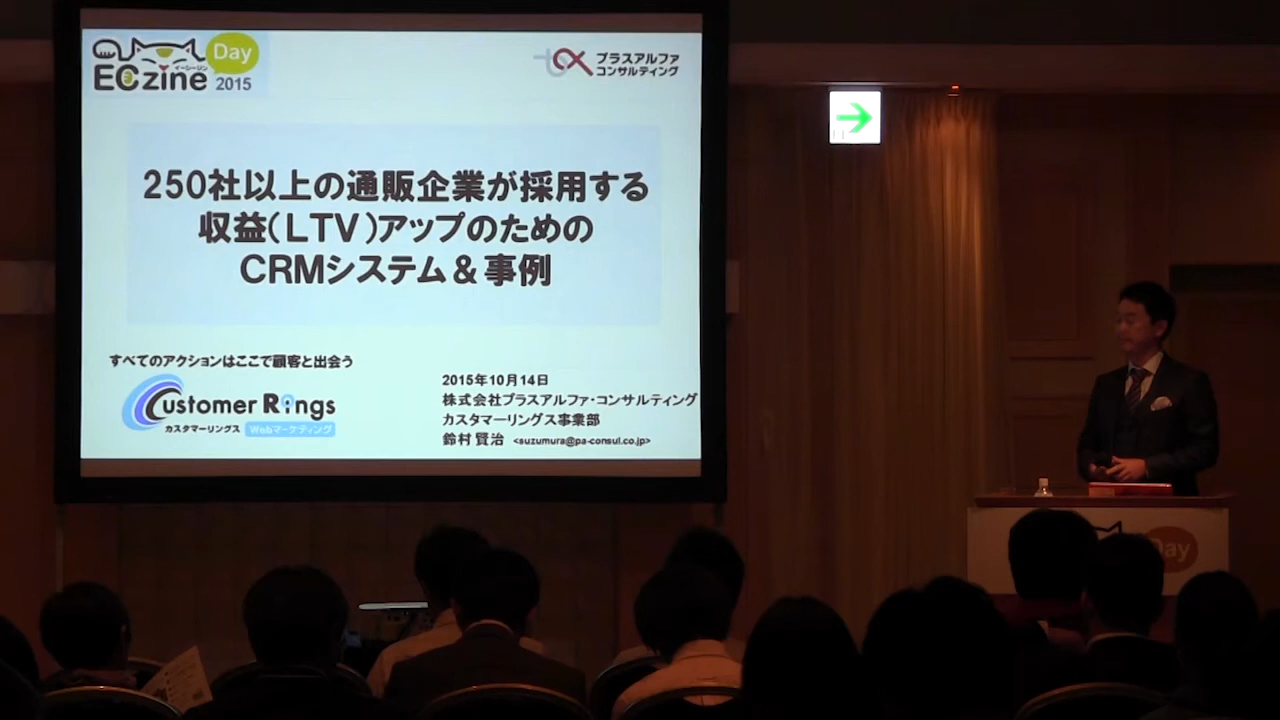 Day
イーシージン
ECzine 2015
プラスアルファ
コンサルティング
250社以上の通販企業が採用する
収益(LTV)アップのための
CRMシステム&事例
すべてのアクションはここで顧客と出会う
Customer Rings
カスタマーリングス Webマーケティング
2015年10月14日
株式会社プラスアルファ・コンサルティング
カスタマーリングス事業部
鈴村 賢治 <suzumura@pa-consul.co.jp>
Day